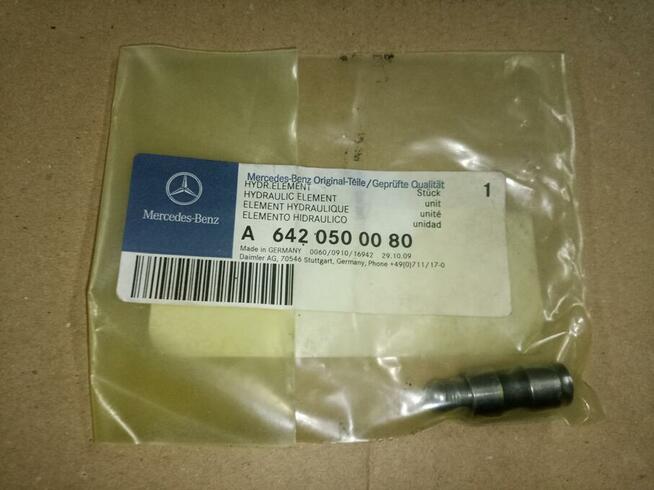 Mercedes-Benz Original-Teile/Geprüfte Qualität
HYDR.ELEMENT Stück 1
HYDRAULIC ELEMENT unit
ELEMENT HYDRAULIQUE unité
ELEMENTO HIDRAULICO unidad
Mercedes-Benz
A 642 050 00 80
Made in GERMANY 0060/0910/16942 29.10.09
Daimler AG, 70546 Stuttgart, Germany, Phone +49(0)711/17-0